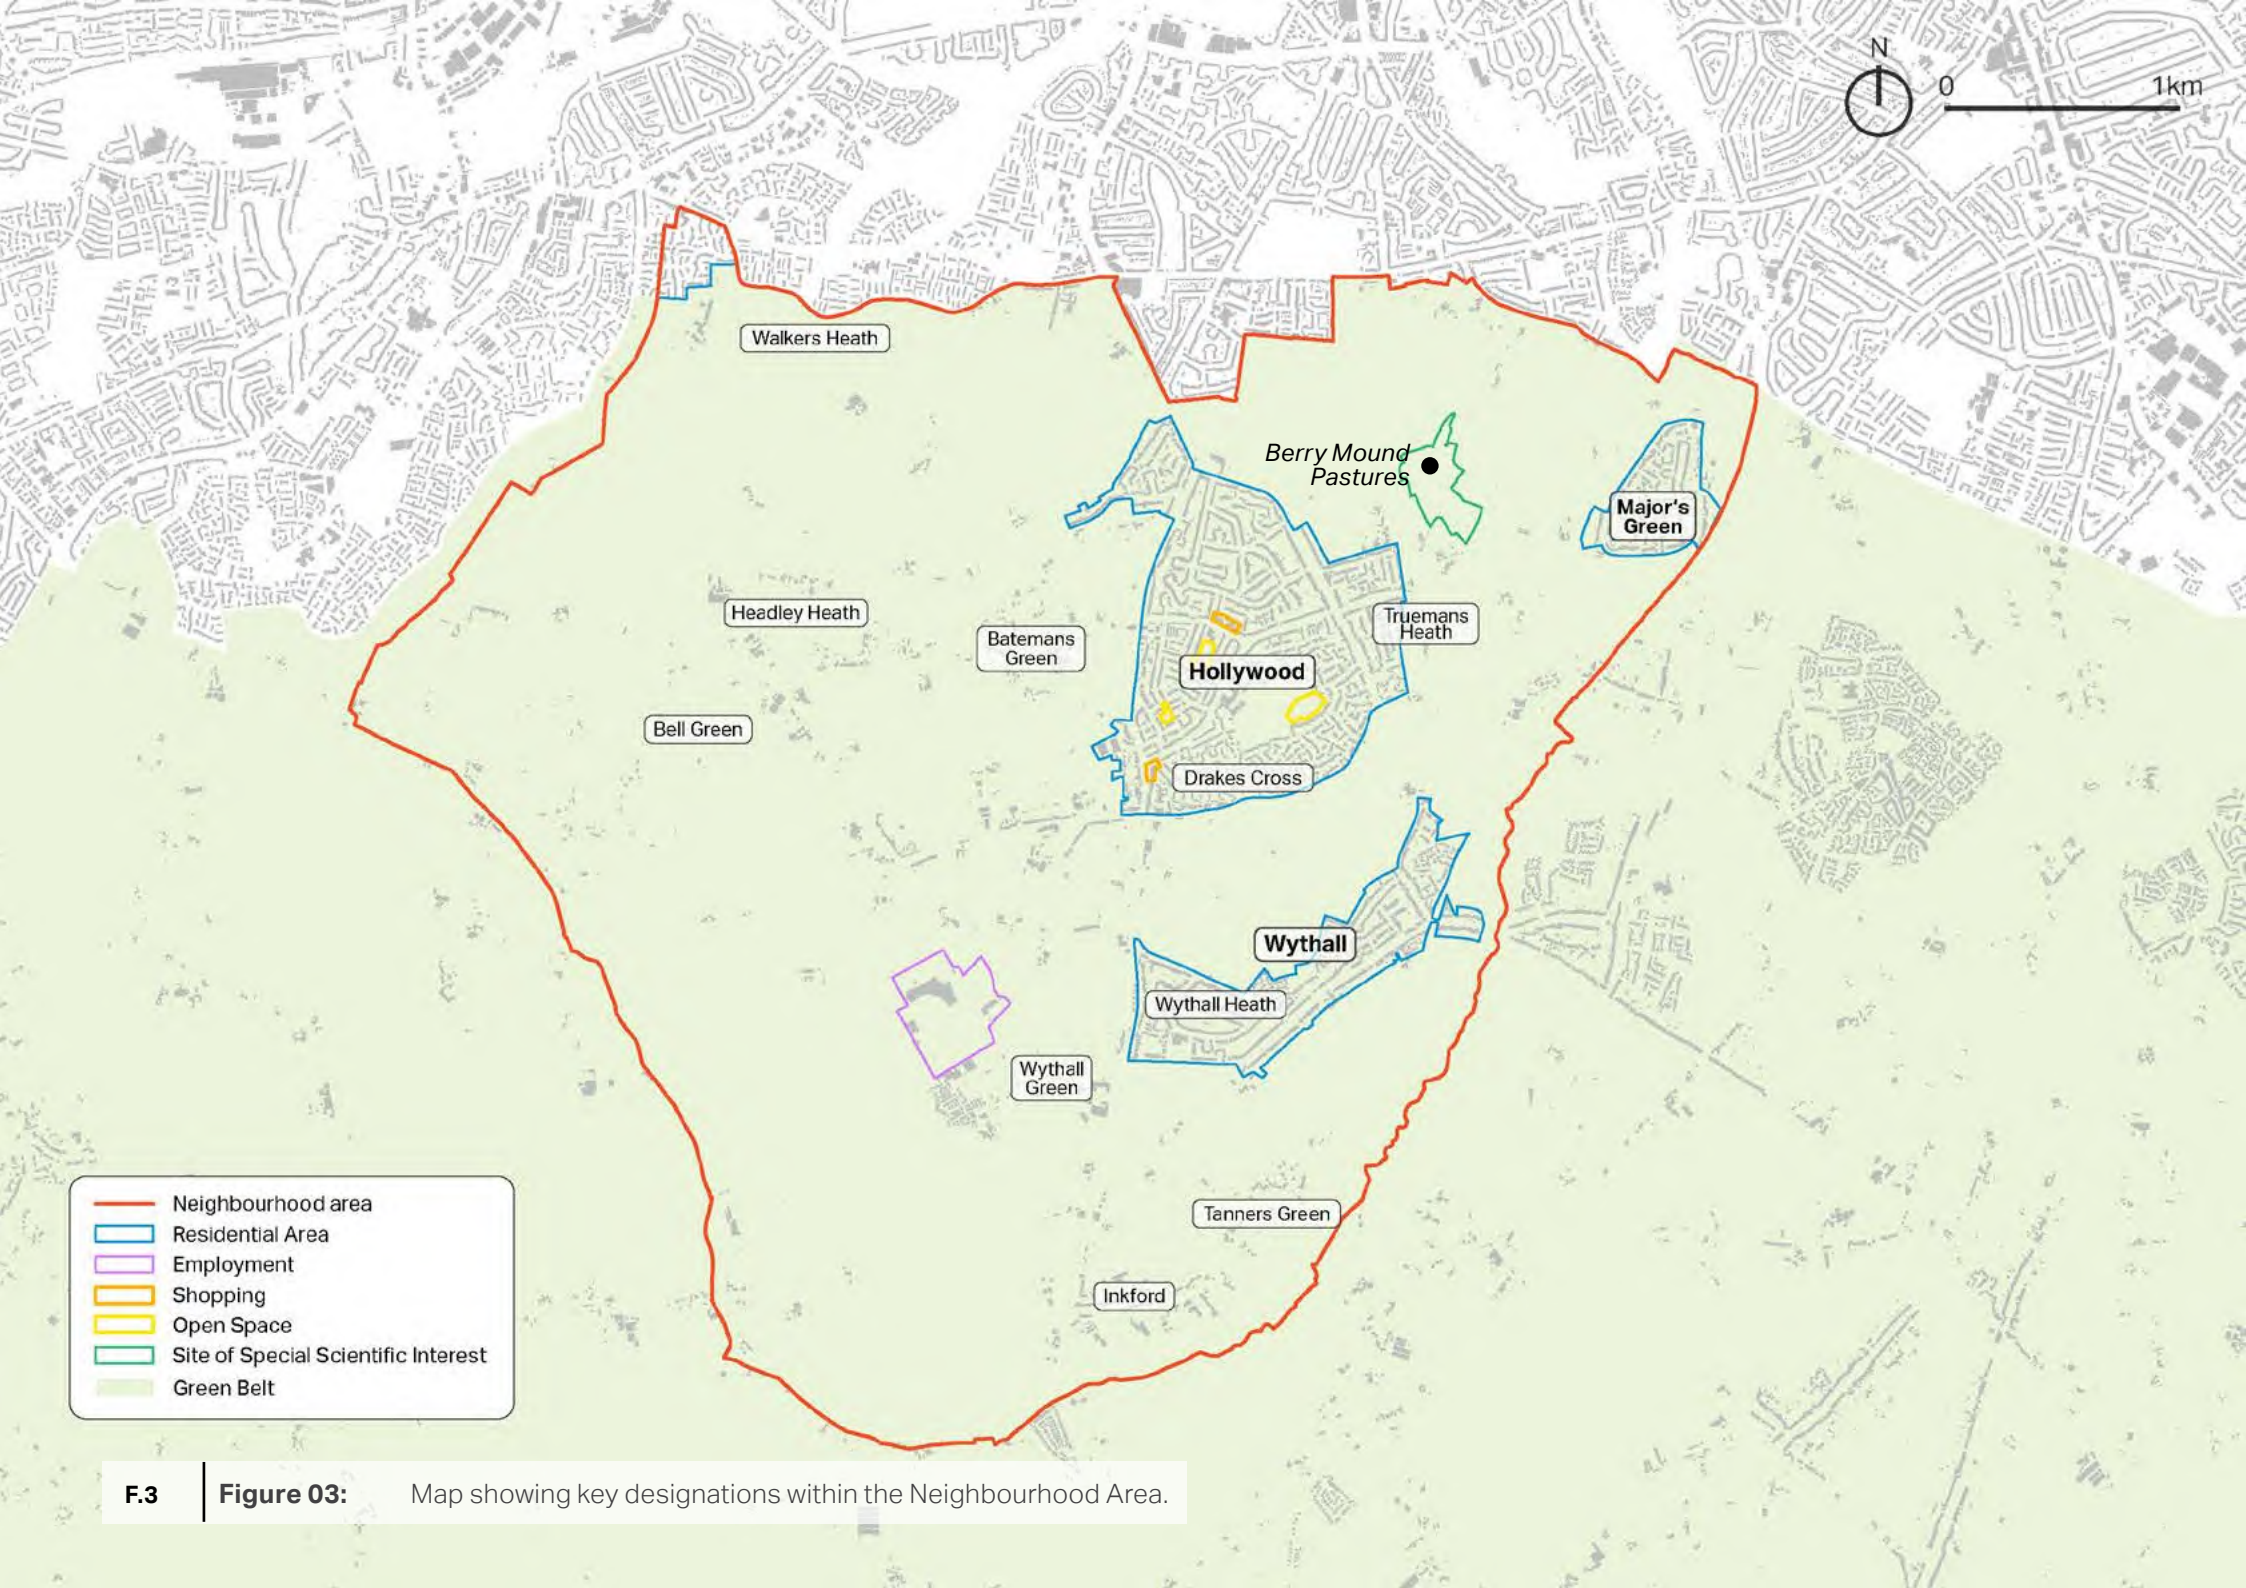 N
0 1km
Walkers Heath
Berry Mound
Pastures
Major's
Green
Headley Heath
Batemans
Green
Truemans
Heath
Hollywood
Bell Green
Drakes Cross
Wythall
Wythall Heath
Wythall
Green
Tanners Green
Inkford
Neighbourhood area
Residential Area
Employment
Shopping
Open Space
Site of Special Scientific Interest
Green Belt
F.3 Figure 03: Map showing key designations within the Neighbourhood Area.